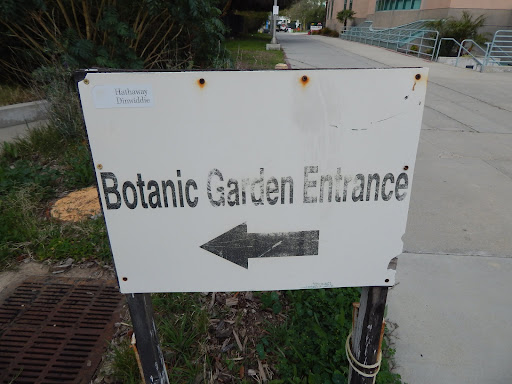 Hathaway
Dinwiddie
Botanic Garden Entrance